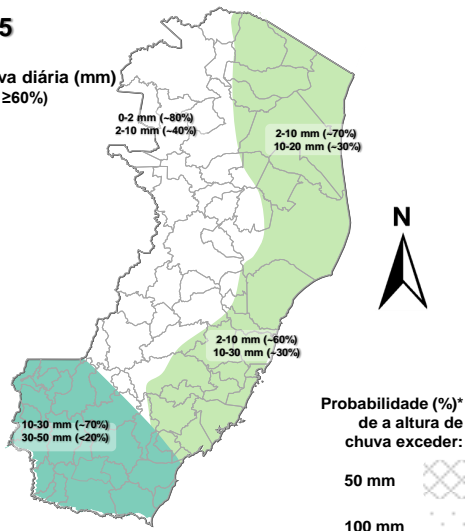 5
va diária (mm)
≥60%)
0-2 mm (~80%)
2-10 mm (~40%)
2-10 mm (~70%)
10-20 mm (~30%)
N
2-10 mm (~60%)
10-30 mm (~30%)
10-30 mm (~70%)
30-50 mm (<20%)
Probabilidade (%)*
de a altura de
chuva exceder:
50 mm
100 mm